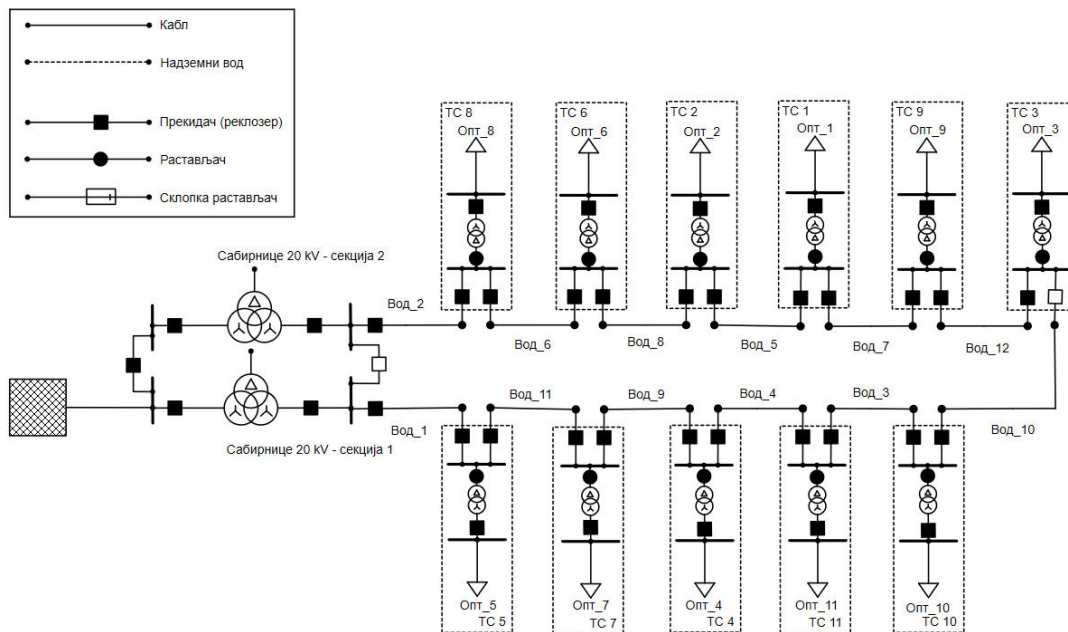 Кабл
Надземни вод
Прекидач (реклозер)
Растављач
Склопка растављач
ТС 8
Опт_8
ТС 6
Опт_6
ТС 2
Опт_2
ТС 1
Опт_1
ТС 9
Опт_9
ТС 3
Опт_3
Сабирнице 20 kV - секција 2
Вод_2
Вод_6
Вод_8
Вод_5
Вод_7
Вод_12
Вод_11
Вод_9
Вод_4
Вод_3
Вод_10
Вод_1
Сабирнице 20 kV - секција 1
Опт_5
ТС 5
Опт_7
ТС 7
Опт_4
ТС 4
Опт_11
ТС 11
Опт_10
ТС 10